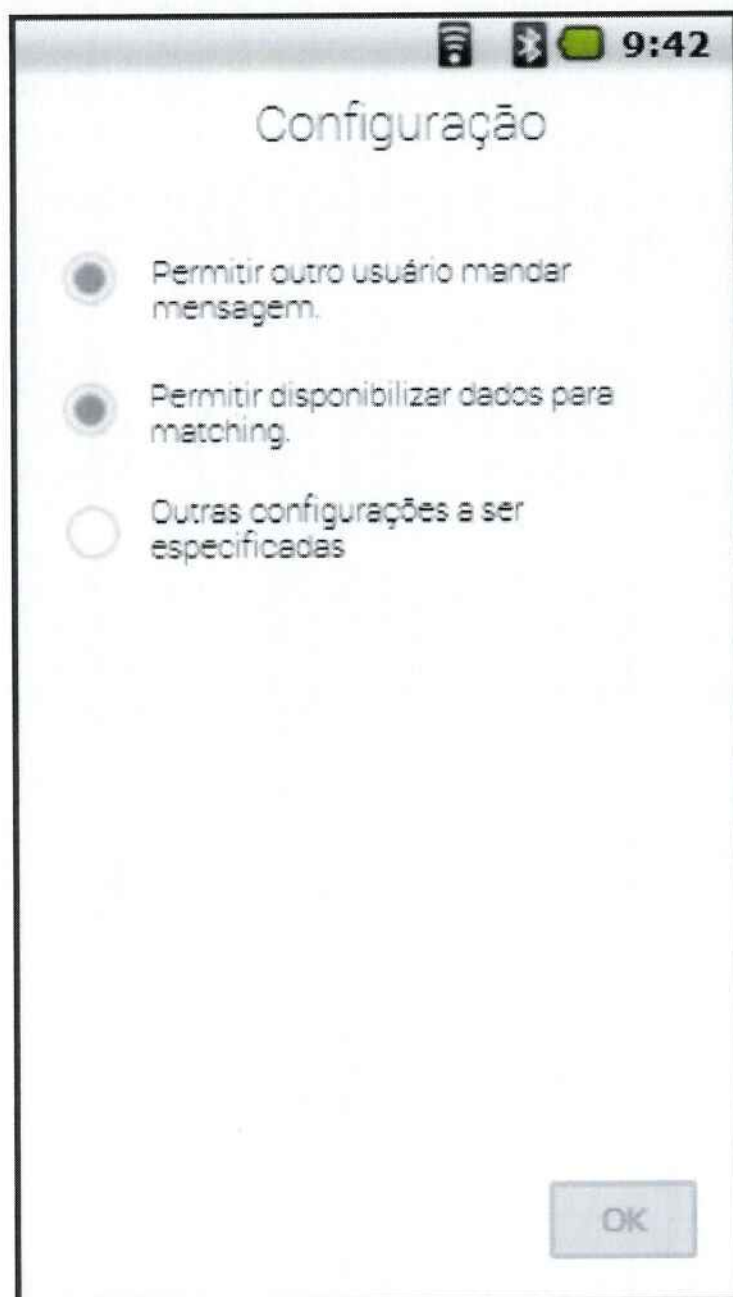 9:42
Configuração
Permitir outro usuário mandar
mensagem.
Permitir disponibilizar dados para
matching.
Outras configurações a ser
especificadas
OK